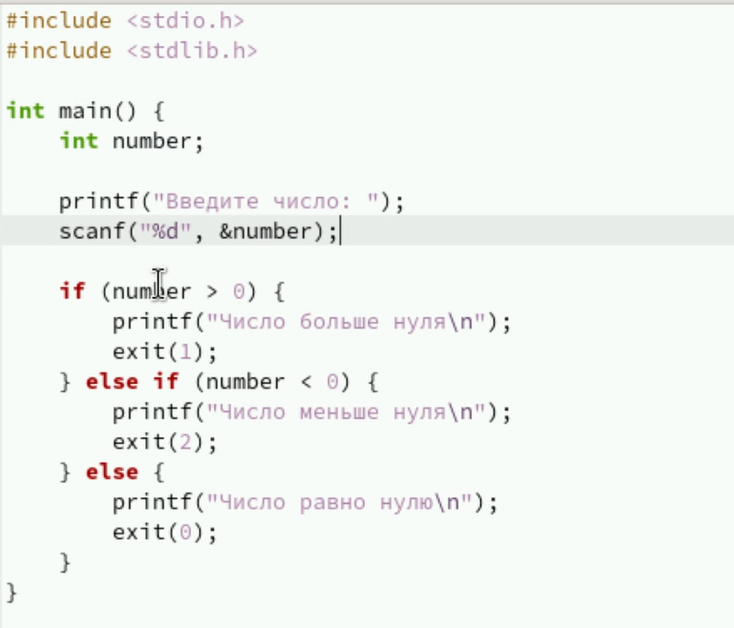 #include <stdio.h>
#include <stdlib.h>
int main() {
    int number;
    printf("Введите число: ");
    scanf("%d", &number);
    if (number > 0) {
        printf("Число больше нуля\n");
        exit(1);
    } else if (number < 0) {
        printf("Число меньше нуля\n");
        exit(2);
    } else {
        printf("Число равно нулю\n");
        exit(0);
    }
}